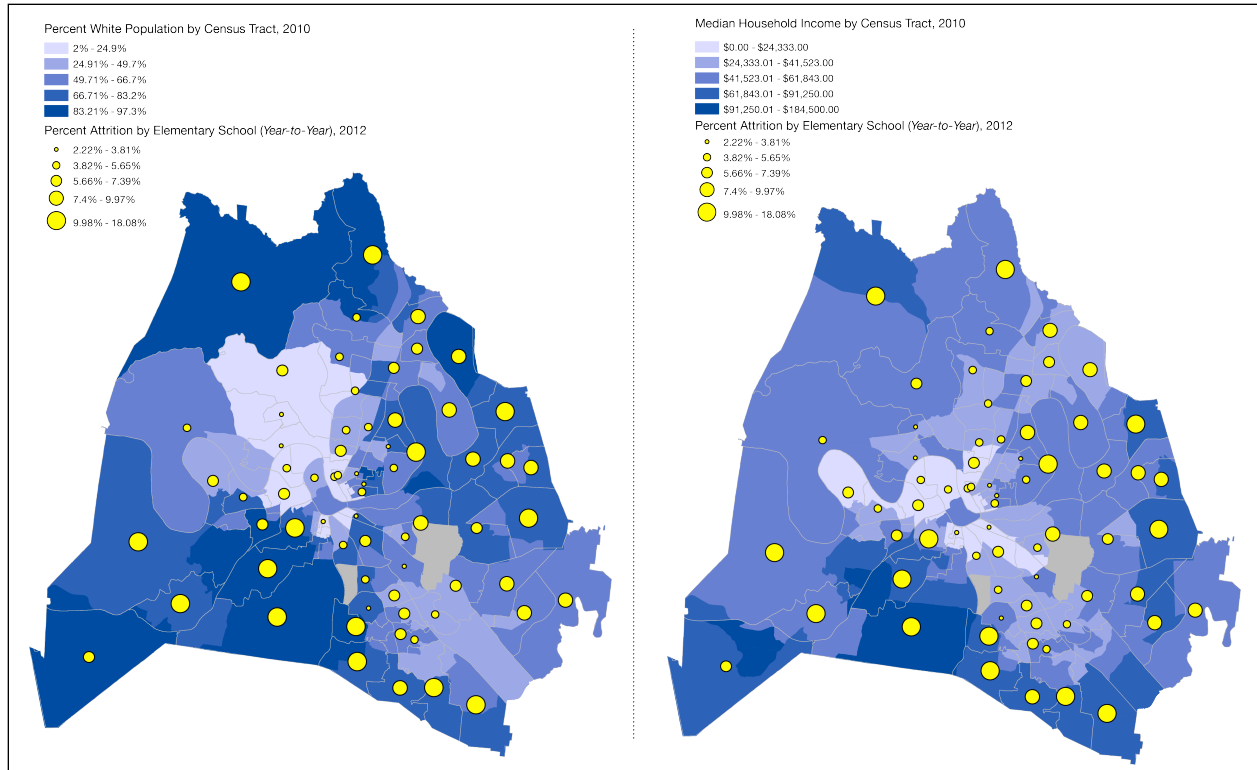 Percent White Population by Census Tract, 2010
2% - 24.9%
24.91% - 49.7%
49.71% - 66.7%
66.71% - 83.2%
83.21% - 97.3%
Percent Attrition by Elementary School (Year-to-Year), 2012
2.22% - 3.81%
3.82% - 5.65%
5.66% - 7.39%
7.4% - 9.97%
9.98% - 18.08%
Median Household Income by Census Tract, 2010
$0.00 - $24,333.00
$24,333.01 - $41,523.00
$41,523.01 - $61,843.00
$61,843.01 - $91,250.00
$91,250.01 - $184,500.00
Percent Attrition by Elementary School (Year-to-Year), 2012
2.22% - 3.81%
3.82% - 5.65%
5.66% - 7.39%
7.4% - 9.97%
9.98% - 18.08%